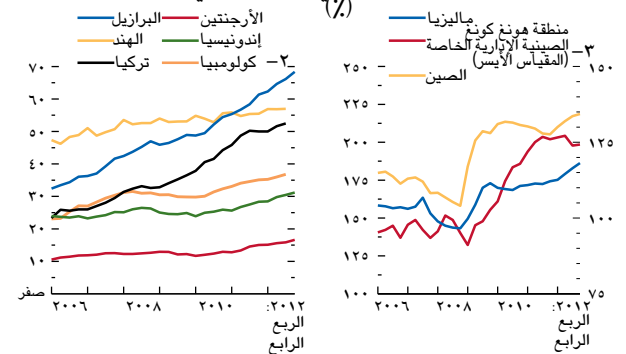 (٪)
٢–
البرازيل
الأرجنتين
الهند
إندونيسيا
تركيا
كولومبيا
٧٠
٦٠
٥٠
٤٠
٣٠
٢٠
١٠
صفر
٢٠٠٦
٢٠٠٨
٢٠١٠
٢٠١٢:
الربع
الرابع
٣–
ماليزيا
منطقة هونغ كونغ
الصينية الإدارية الخاصة
(المقياس الأيسر)
الصين
٢٥٠
٢٢٥
٢٠٠
١٧٥
١٥٠
١٢٥
١٠٠
١٥٠
١٢٥
١٠٠
٧٥
٢٠٠٦
٢٠٠٨
٢٠١٠
٢٠١٢:
الربع
الرابع